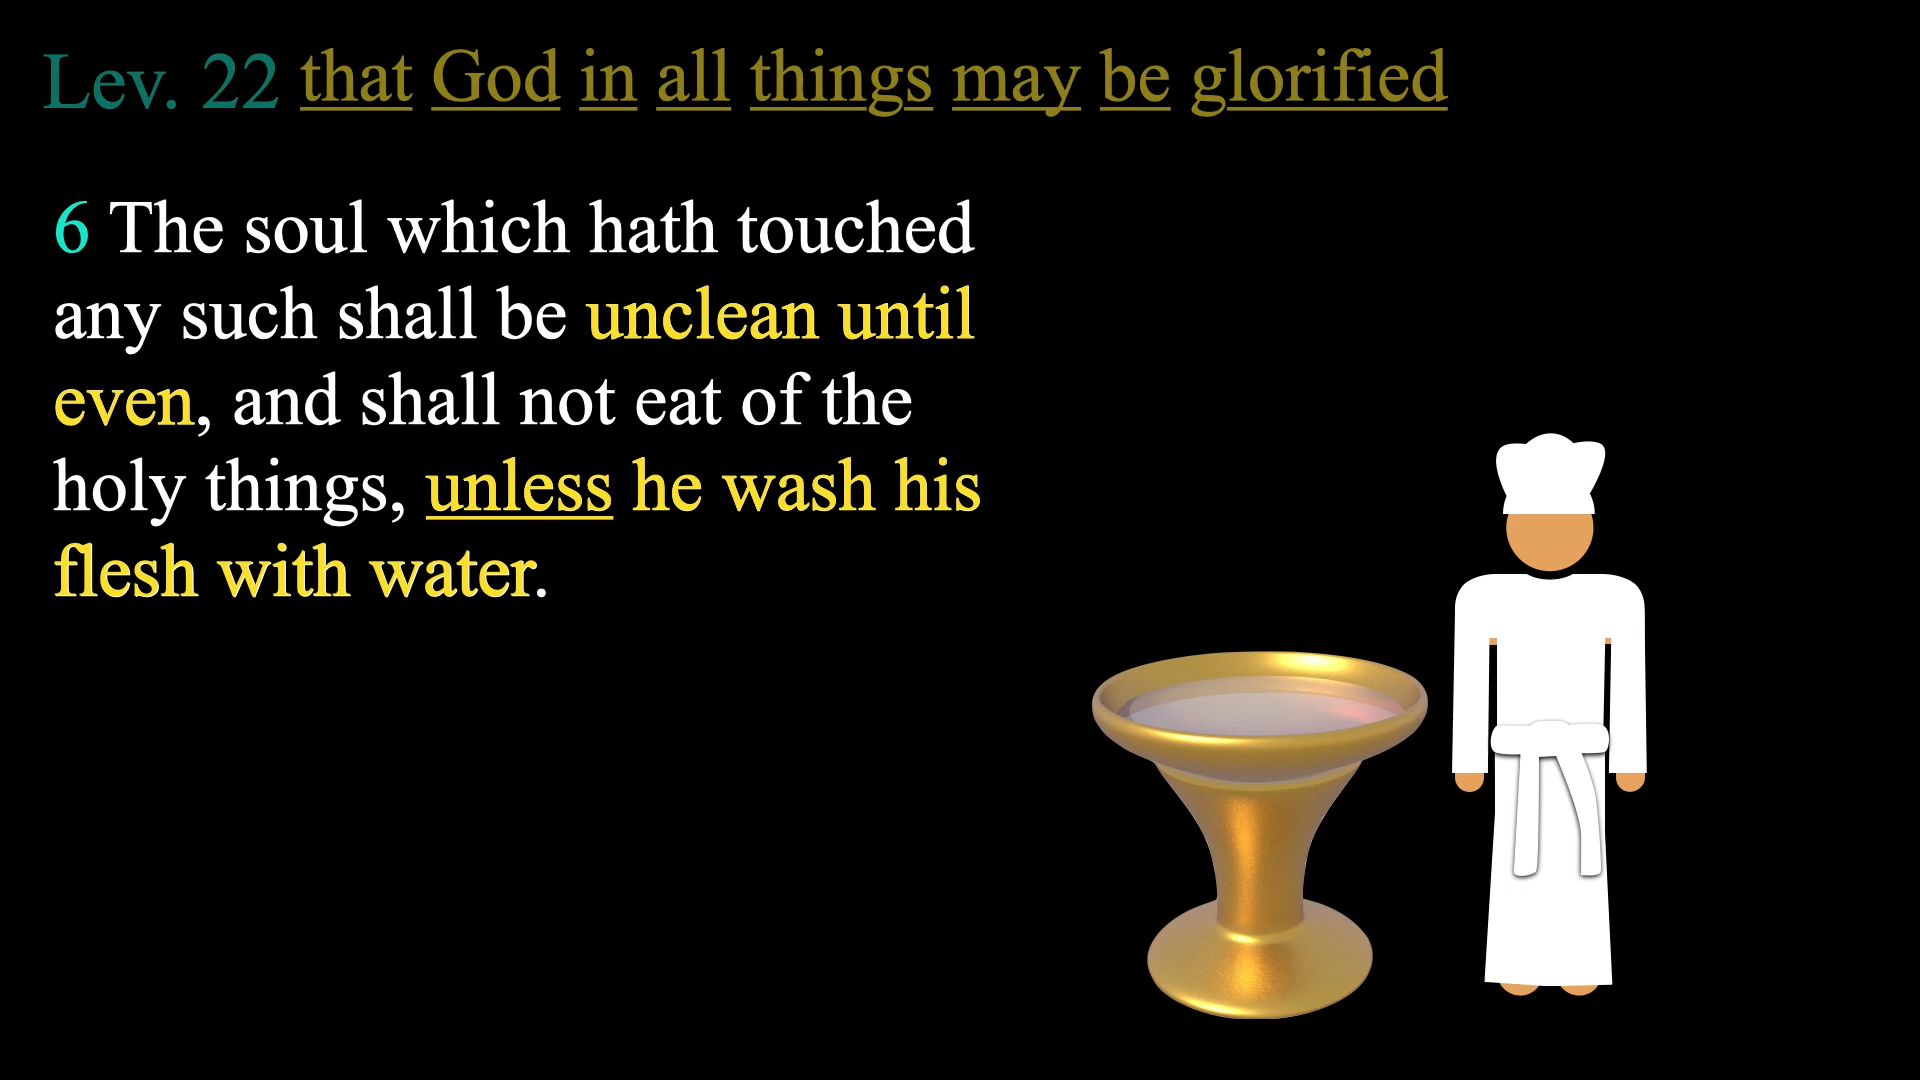 Lev. 22 that God in all things may be glorified
6 The soul which hath touched
any such shall be unclean until
even, and shall not eat of the
holy things, unless he wash his
flesh with water.